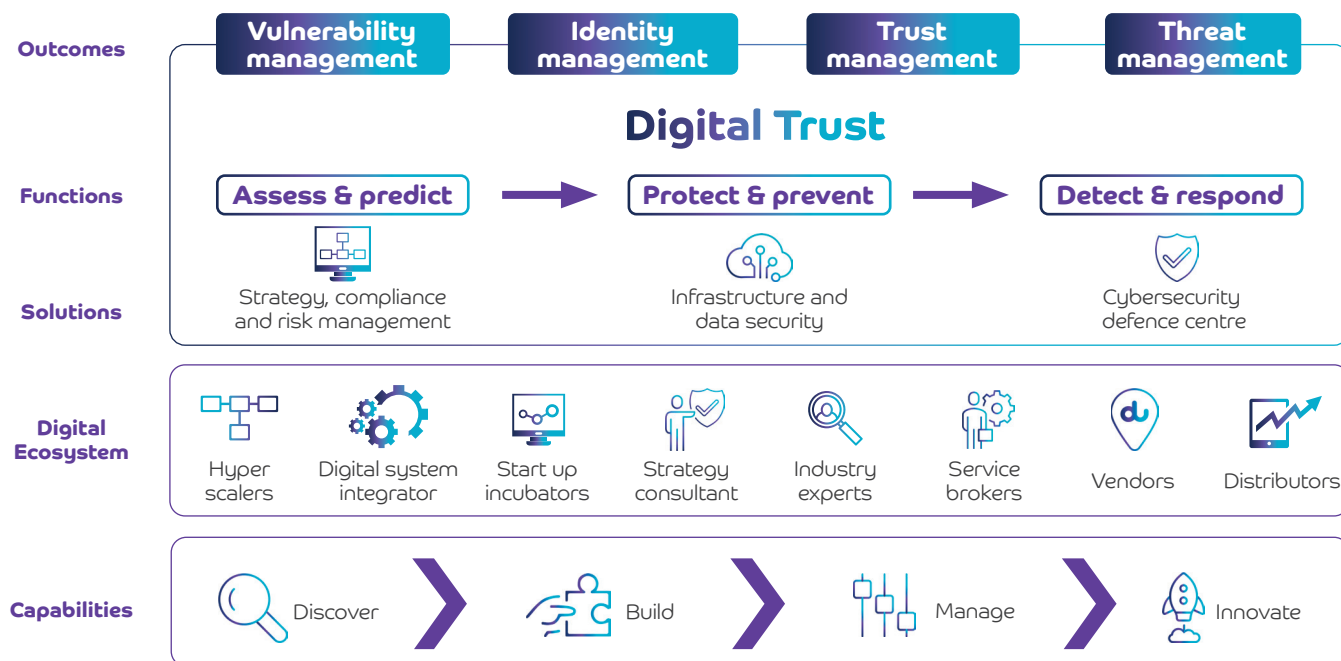 Outcomes
Vulnerability
management
Identity
management
Trust
management
Threat
management
Digital Trust
Functions
Assess & predict
Protect & prevent
Detect & respond
Solutions
Strategy, compliance
and risk management
Infrastructure and
data security
Cybersecurity
defence centre
Digital
Ecosystem
Hyper
scalers
Digital system
integrator
Start up
incubators
Strategy
consultant
Industry
experts
Service
brokers
du
Vendors
Distributors
Capabilities
Discover
Build
Manage
Innovate